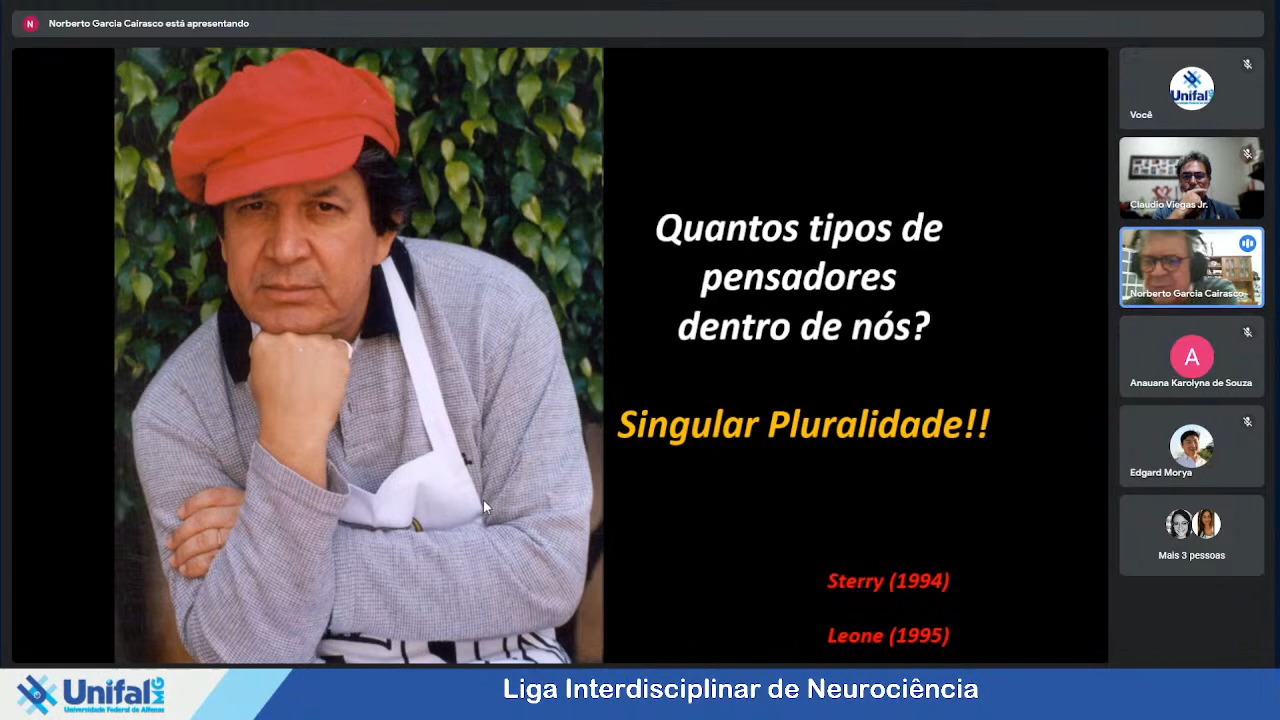 N
Norberto Garcia Cairasco está apresentando
Quantos tipos de
pensadores
dentro de nós?
Singular Pluralidade!!
Sterry (1994)
Leone (1995)
Unifal
Você
Claudio Viegas Jr.
Norberto Garcia Cairasco
A
Anauana Karolyna de Souza
Edgard Morya
Mais 3 pessoas
Unifal MG
Universidade Federal de Alfenas
Liga Interdisciplinar de Neurociência